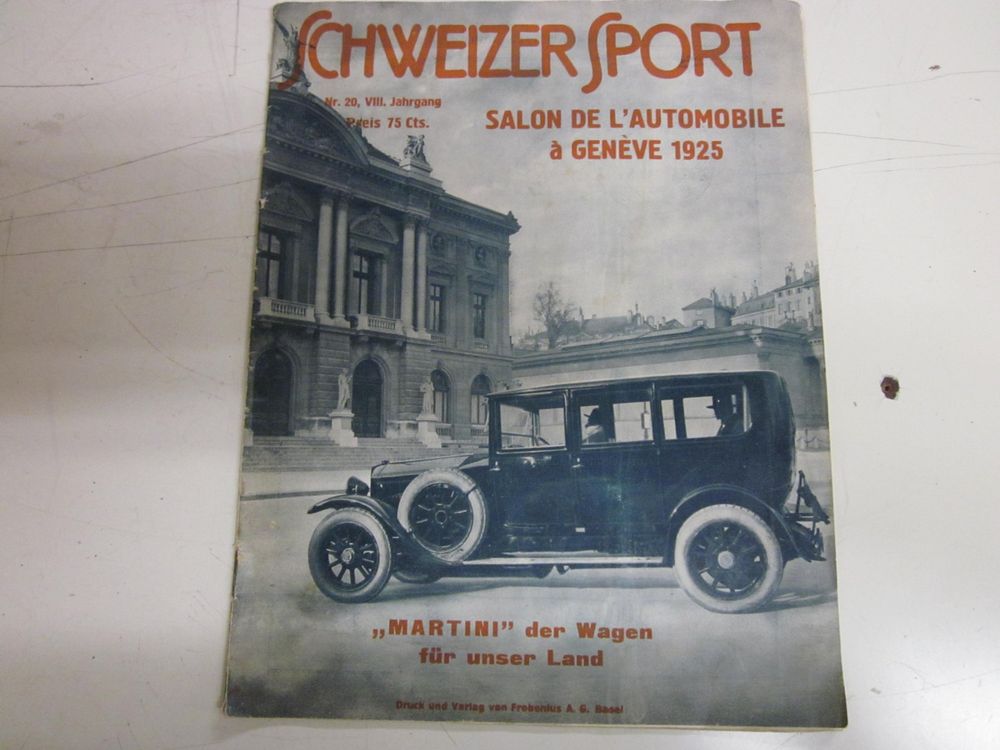 SCHWEIZER SPORT
Nr. 20, VIII. Jahrgang
Preis 75 Cts.
SALON DE L'AUTOMOBILE
à GENÈVE 1925
„MARTINI” der Wagen
für unser Land
Druck und Verlag von Frobenius A. G. Basel